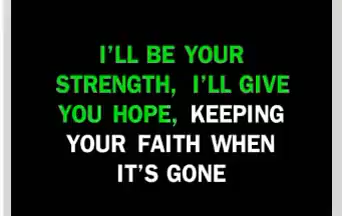 I'LL BE YOUR
STRENGTH, I'LL GIVE
YOU HOPE, KEEPING
YOUR FAITH WHEN
IT'S GONE